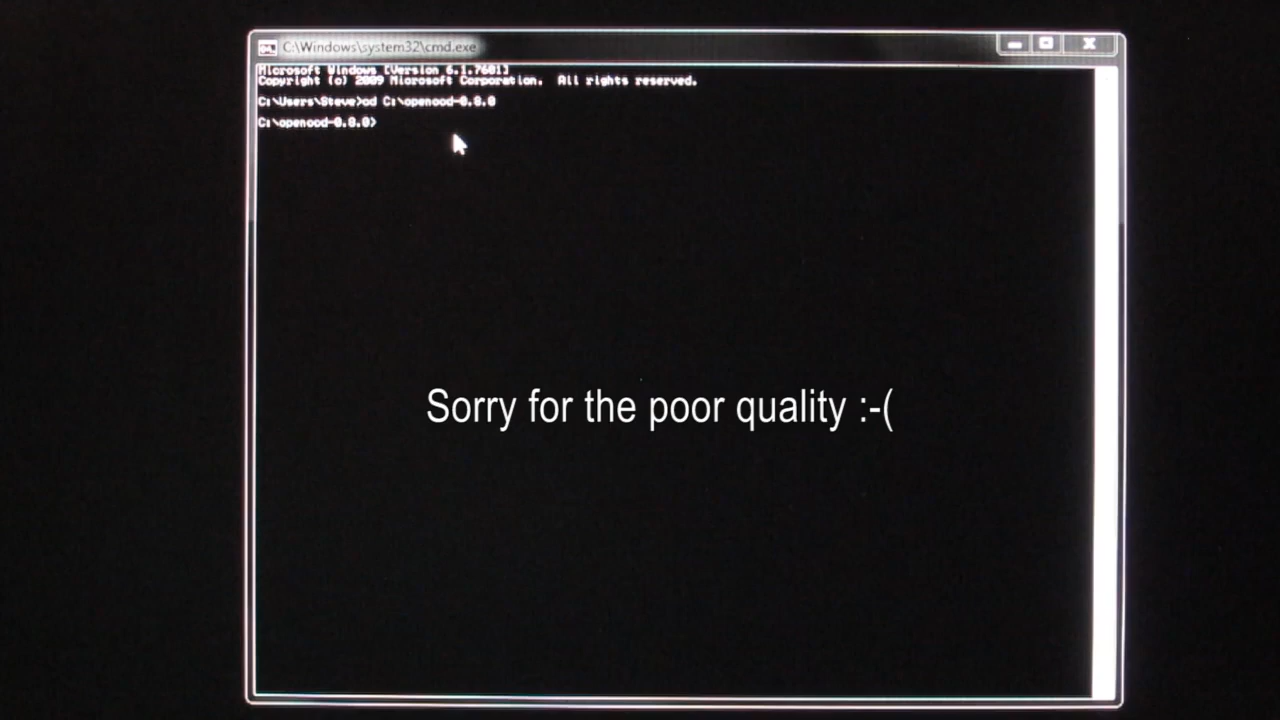 C:\Windows\system32\cmd.exe
Microsoft Windows [Version 6.1.7601]
Copyright (c) 2009 Microsoft Corporation.  All rights reserved.
C:\Users\Steve>cd C:\openocd-0.8.0
C:\openocd-0.8.0>
Sorry for the poor quality :-(